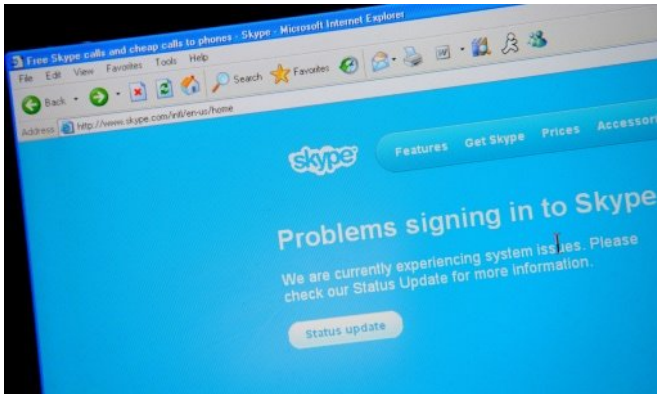 Free Skype calls and cheap calls to phones - Skype - Microsoft Internet Explorer
File Edit View Favorites Tools Help
Back Search Favorites
Address http://www.skype.com/intl/en-us/home
skype Features Get Skype Prices Accessori
Problems signing in to Skype
We are currently experiencing system issues. Please
check our Status Update for more information.
Status update